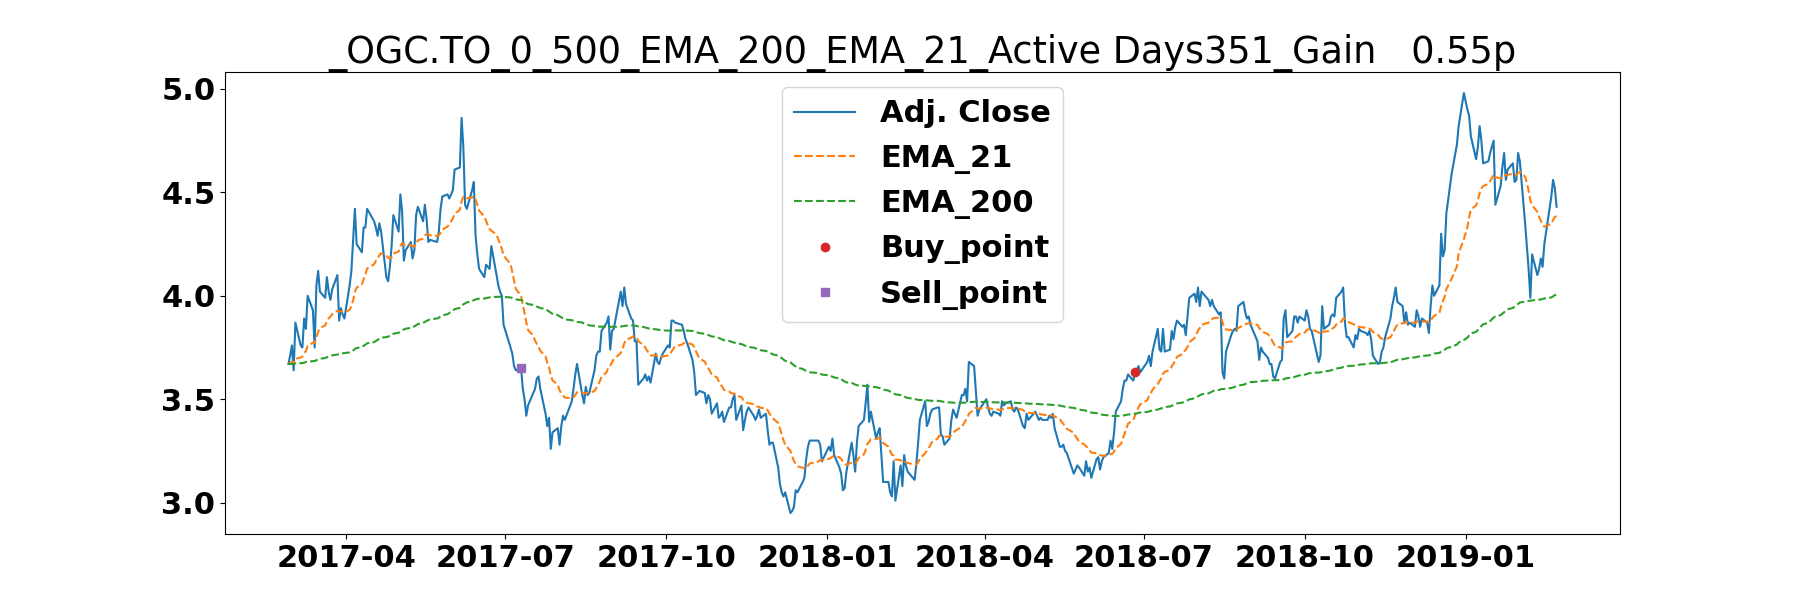 _OGC.TO_0_500_EMA_200_EMA_21_Active Days351_Gain   0.55p
5.0
4.5
4.0
3.5
3.0
Adj. Close
EMA_21
EMA_200
Buy_point
Sell_point
2017-04 2017-07 2017-10 2018-01 2018-04 2018-07 2018-10 2019-01